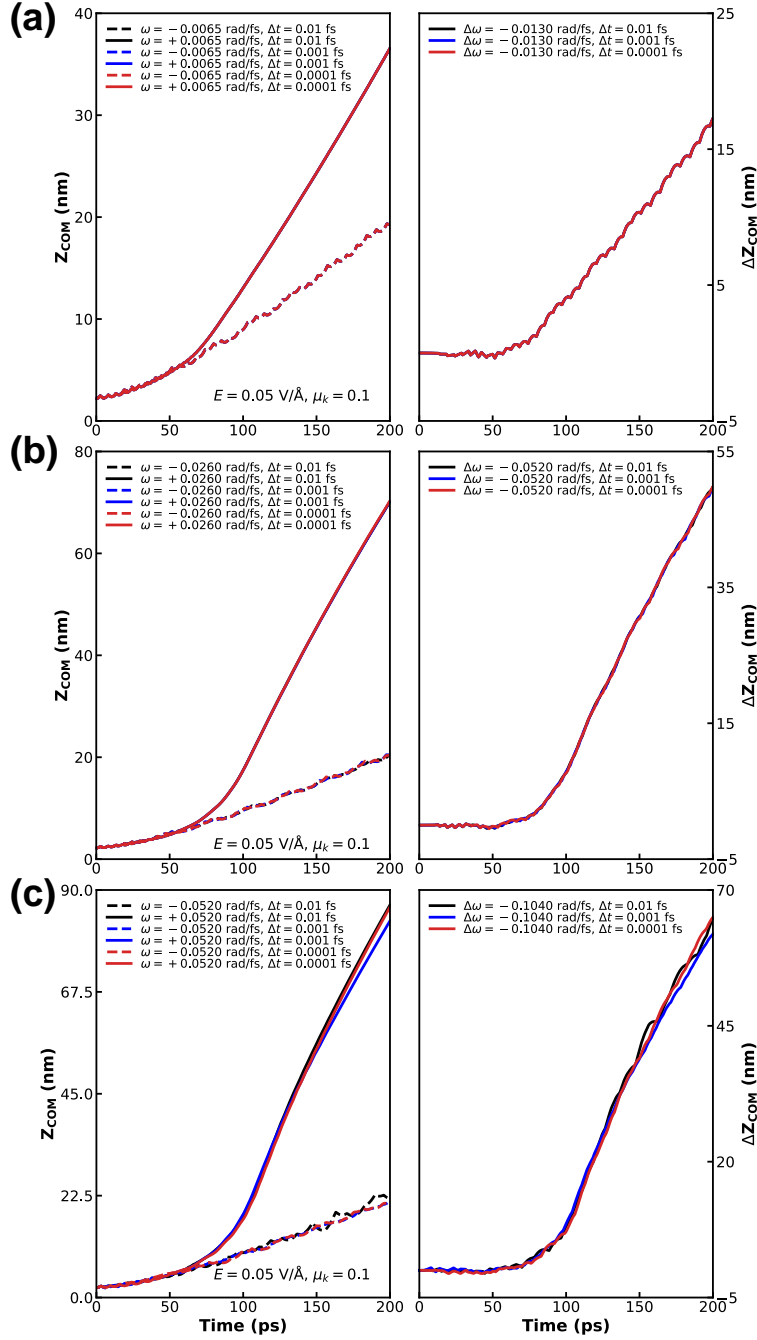 (a)
ω = −0.0065 rad/fs, Δt = 0.01 fs
ω = +0.0065 rad/fs, Δt = 0.01 fs
ω = −0.0065 rad/fs, Δt = 0.001 fs
ω = +0.0065 rad/fs, Δt = 0.001 fs
ω = −0.0065 rad/fs, Δt = 0.0001 fs
ω = +0.0065 rad/fs, Δt = 0.0001 fs
40
30
20
10
0
Z_COM (nm)
E = 0.05 V/Å, μ_k = 0.1
0 50 100 150 200
Δω = −0.0130 rad/fs, Δt = 0.01 fs
Δω = −0.0130 rad/fs, Δt = 0.001 fs
Δω = −0.0130 rad/fs, Δt = 0.0001 fs
25
15
5
−5
ΔZ_COM (nm)
0 50 100 150 200
(b)
ω = −0.0260 rad/fs, Δt = 0.01 fs
ω = +0.0260 rad/fs, Δt = 0.01 fs
ω = −0.0260 rad/fs, Δt = 0.001 fs
ω = +0.0260 rad/fs, Δt = 0.001 fs
ω = −0.0260 rad/fs, Δt = 0.0001 fs
ω = +0.0260 rad/fs, Δt = 0.0001 fs
80
60
40
20
0
Z_COM (nm)
E = 0.05 V/Å, μ_k = 0.1
0 50 100 150 200
Δω = −0.0520 rad/fs, Δt = 0.01 fs
Δω = −0.0520 rad/fs, Δt = 0.001 fs
Δω = −0.0520 rad/fs, Δt = 0.0001 fs
55
35
15
−5
ΔZ_COM (nm)
0 50 100 150 200
(c)
ω = −0.0520 rad/fs, Δt = 0.01 fs
ω = +0.0520 rad/fs, Δt = 0.01 fs
ω = −0.0520 rad/fs, Δt = 0.001 fs
ω = +0.0520 rad/fs, Δt = 0.001 fs
ω = −0.0520 rad/fs, Δt = 0.0001 fs
ω = +0.0520 rad/fs, Δt = 0.0001 fs
90.0
67.5
45.0
22.5
0.0
Z_COM (nm)
E = 0.05 V/Å, μ_k = 0.1
0 50 100 150 200
Time (ps)
Δω = −0.1040 rad/fs, Δt = 0.01 fs
Δω = −0.1040 rad/fs, Δt = 0.001 fs
Δω = −0.1040 rad/fs, Δt = 0.0001 fs
70
45
20
−5
ΔZ_COM (nm)
0 50 100 150 200
Time (ps)